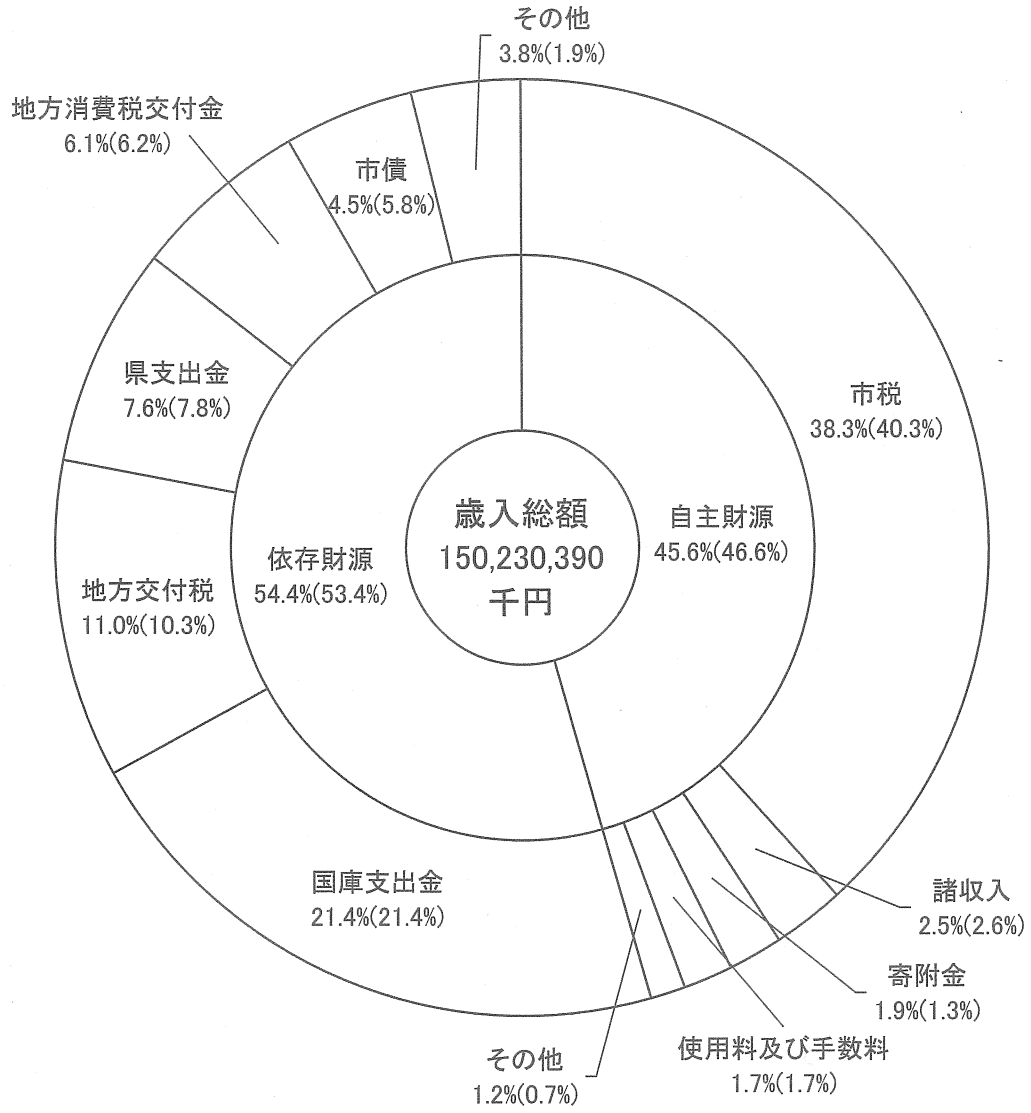 その他
3.8%(1.9%)
地方消費税交付金
6.1%(6.2%)
市債
4.5%(5.8%)
県支出金
7.6%(7.8%)
市税
38.3%(40.3%)
歳入総額
150,230,390
千円
自主財源
45.6%(46.6%)
依存財源
54.4%(53.4%)
地方交付税
11.0%(10.3%)
国庫支出金
21.4%(21.4%)
諸収入
2.5%(2.6%)
寄附金
1.9%(1.3%)
使用料及び手数料
1.7%(1.7%)
その他
1.2%(0.7%)